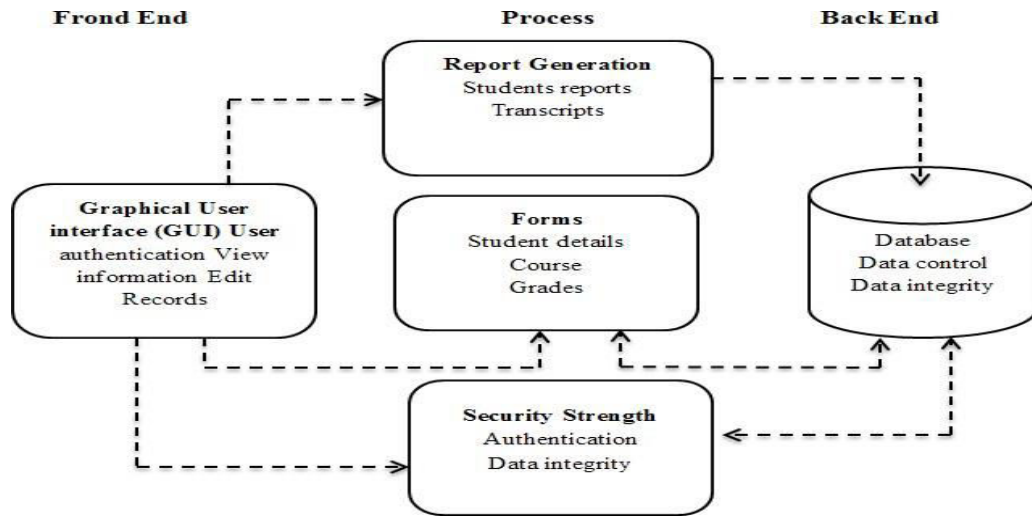 Frond End
Process
Back End
Report Generation
Students reports
Transcripts
Graphical User
interface (GUI) User
authentication View
information Edit
Records
Forms
Student details
Course
Grades
Database
Data control
Data integrity
Security Strength
Authentication
Data integrity